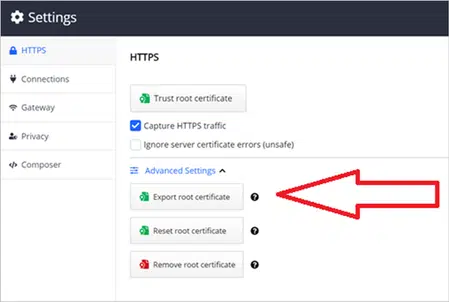 Settings
HTTPS
Connections
Gateway
Privacy
Composer
HTTPS
Trust root certificate
Capture HTTPS traffic
Ignore server certificate errors (unsafe)
Advanced Settings
Export root certificate
Reset root certificate
Remove root certificate